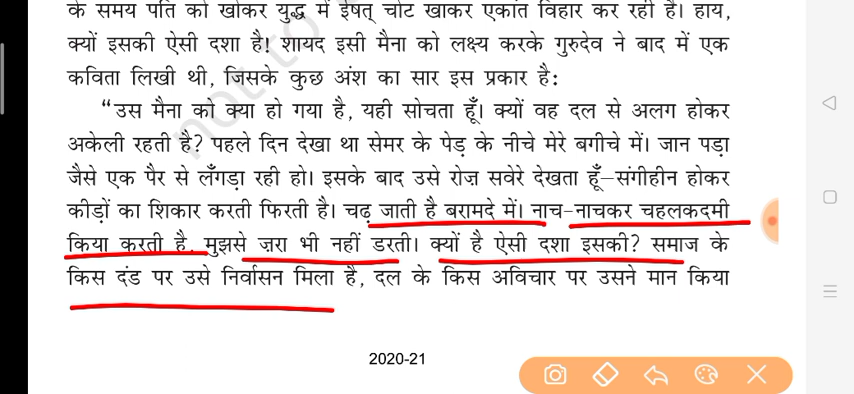 के समय पति को खोकर युद्ध में ईषत् चोट खाकर एकांत विहार कर रही है। हाय,
क्यों इसकी ऐसी दशा है! शायद इसी मैना को लक्ष्य करके गुरुदेव ने बाद में एक
कविता लिखी थी, जिसके कुछ अंश का सार इस प्रकार है:
“उस मैना को क्या हो गया है, यही सोचता हूँ। क्यों वह दल से अलग होकर
अकेली रहती है? पहले दिन देखा था सेमर के पेड़ के नीचे मेरे बगीचे में। जान पड़ा
जैसे एक पैर से लँगड़ा रही हो। इसके बाद उसे रोज़ सवेरे देखता हूँ—संगीहीन होकर
कीड़ों का शिकार करती फिरती है। चढ़ जाती है बरामदे में। नाच-नाचकर चहलकदमी
किया करती है, मुझसे ज़रा भी नहीं डरती। क्यों है ऐसी दशा इसकी? समाज के
किस दंड पर उसे निर्वासन मिला है, दल के किस अविचार पर उसने मान किया
not to
2020-21